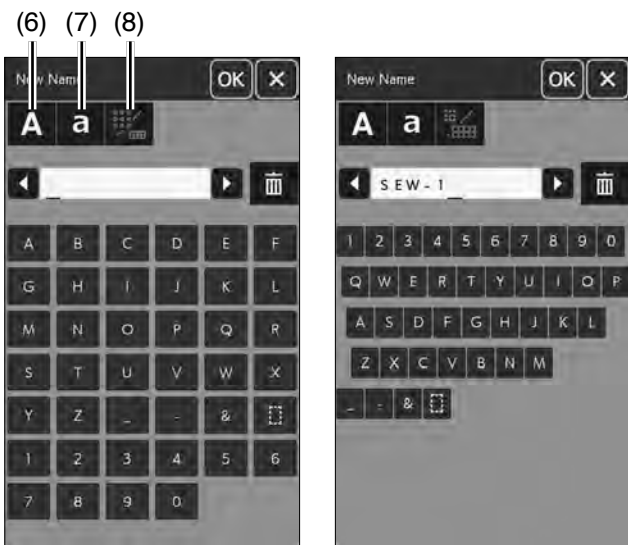 (6) (7) (8)
New Name OK X
A a
A B C D E F
G H I J K L
M N O P Q R
S T U V W X
Y Z _ - &
1 2 3 4 5 6
7 8 9 0
New Name OK X
A a
SEW-1_
1 2 3 4 5 6 7 8 9 0
Q W E R T Y U I O P
A S D F G H J K L
Z X C V B N M
_ - &